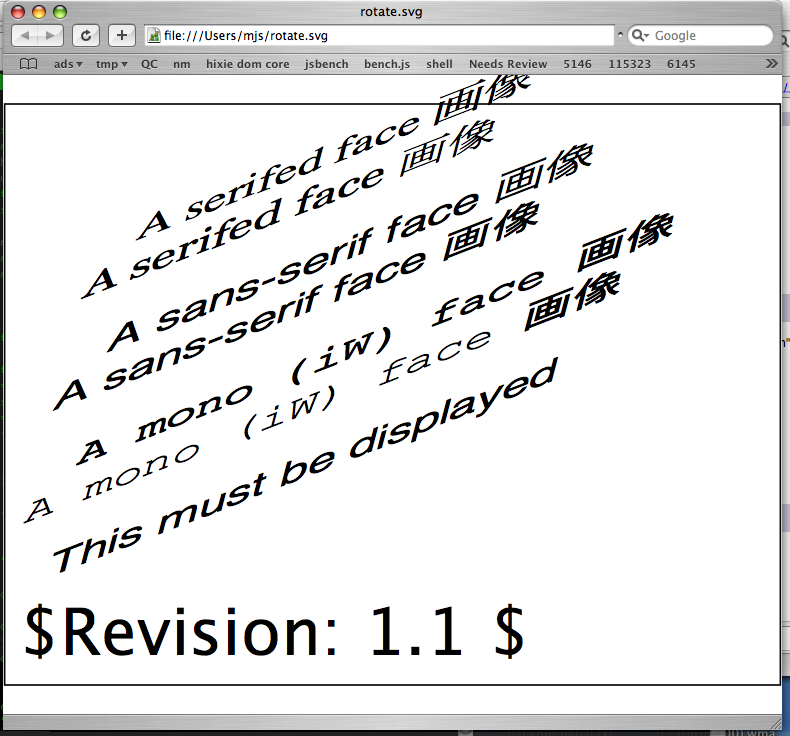 rotate.svg
file:///Users/mjs/rotate.svg
Google
ads tmp QC nm hixie dom core jsbench bench.js shell Needs Review 5146 115323 6145
A serifed face 画像
A serifed face 画像
A sans-serif face 画像
A sans-serif face 画像
A mono (iW) face 画像
A mono (iW) face 画像
This must be displayed
$Revision: 1.1 $